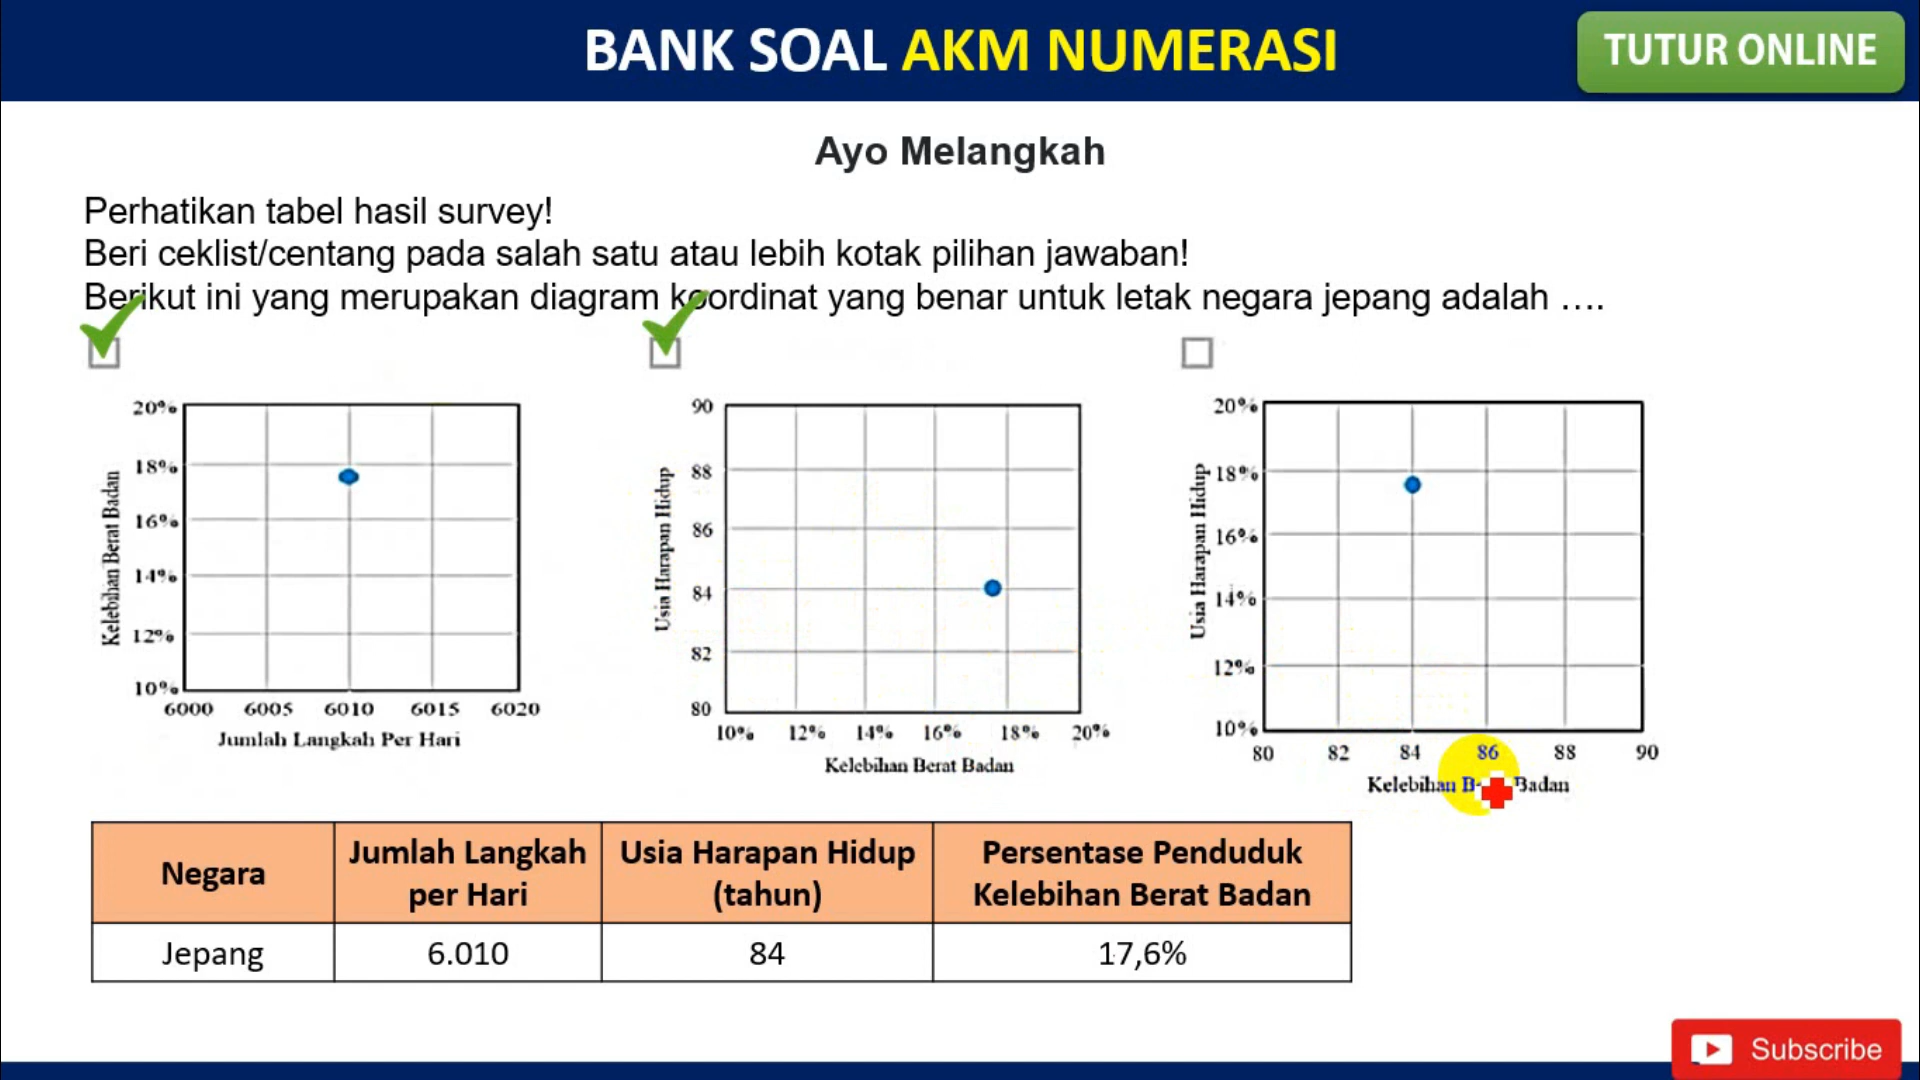 BANK SOAL AKM NUMERASI
TUTUR ONLINE
Ayo Melangkah
Perhatikan tabel hasil survey!
Beri ceklist/centang pada salah satu atau lebih kotak pilihan jawaban!
Berikut ini yang merupakan diagram koordinat yang benar untuk letak negara jepang adalah ....
Kelebihan Berat Badan
20%
18%
16%
14%
12%
10%
6000 6005 6010 6015 6020
Jumlah Langkah Per Hari
Usia Harapan Hidup
90
88
86
84
82
80
10% 12% 14% 16% 18% 20%
Kelebihan Berat Badan
Usia Harapan Hidup
20%
18%
16%
14%
12%
10%
80 82 84 86 88 90
Kelebihan Badan
Negara Jumlah Langkah per Hari Usia Harapan Hidup (tahun) Persentase Penduduk Kelebihan Berat Badan
Jepang 6.010 84 17,6%
Subscribe